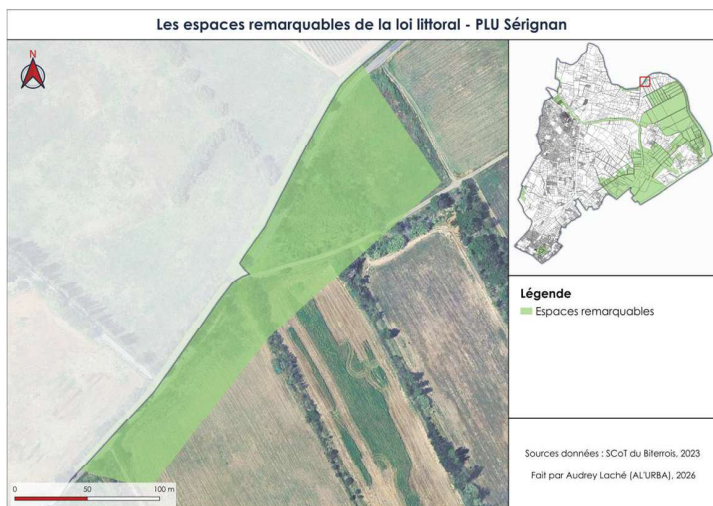 Les espaces remarquables de la loi littoral - PLU Sérignan
N
Légende
Espaces remarquables
Sources données : SCoT du Biterrois, 2023
Fait par Audrey Laché (AL'URBA), 2026
0 50 100 m